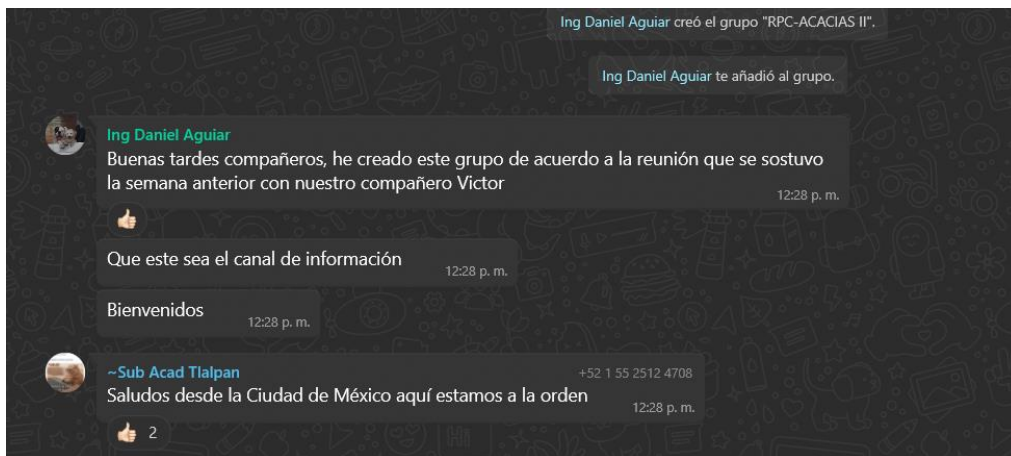 Ing Daniel Aguiar creó el grupo "RPC-ACACIAS II".
Ing Daniel Aguiar te añadió al grupo.
Ing Daniel Aguiar
Buenas tardes compañeros, he creado este grupo de acuerdo a la reunión que se sostuvo
la semana anterior con nuestro compañero Victor
12:28 p. m.
Que este sea el canal de información
12:28 p. m.
Bienvenidos
12:28 p. m.
~Sub Acad Tlalpan +52 1 55 2512 4708
Saludos desde la Ciudad de México aquí estamos a la orden
12:28 p. m.
2